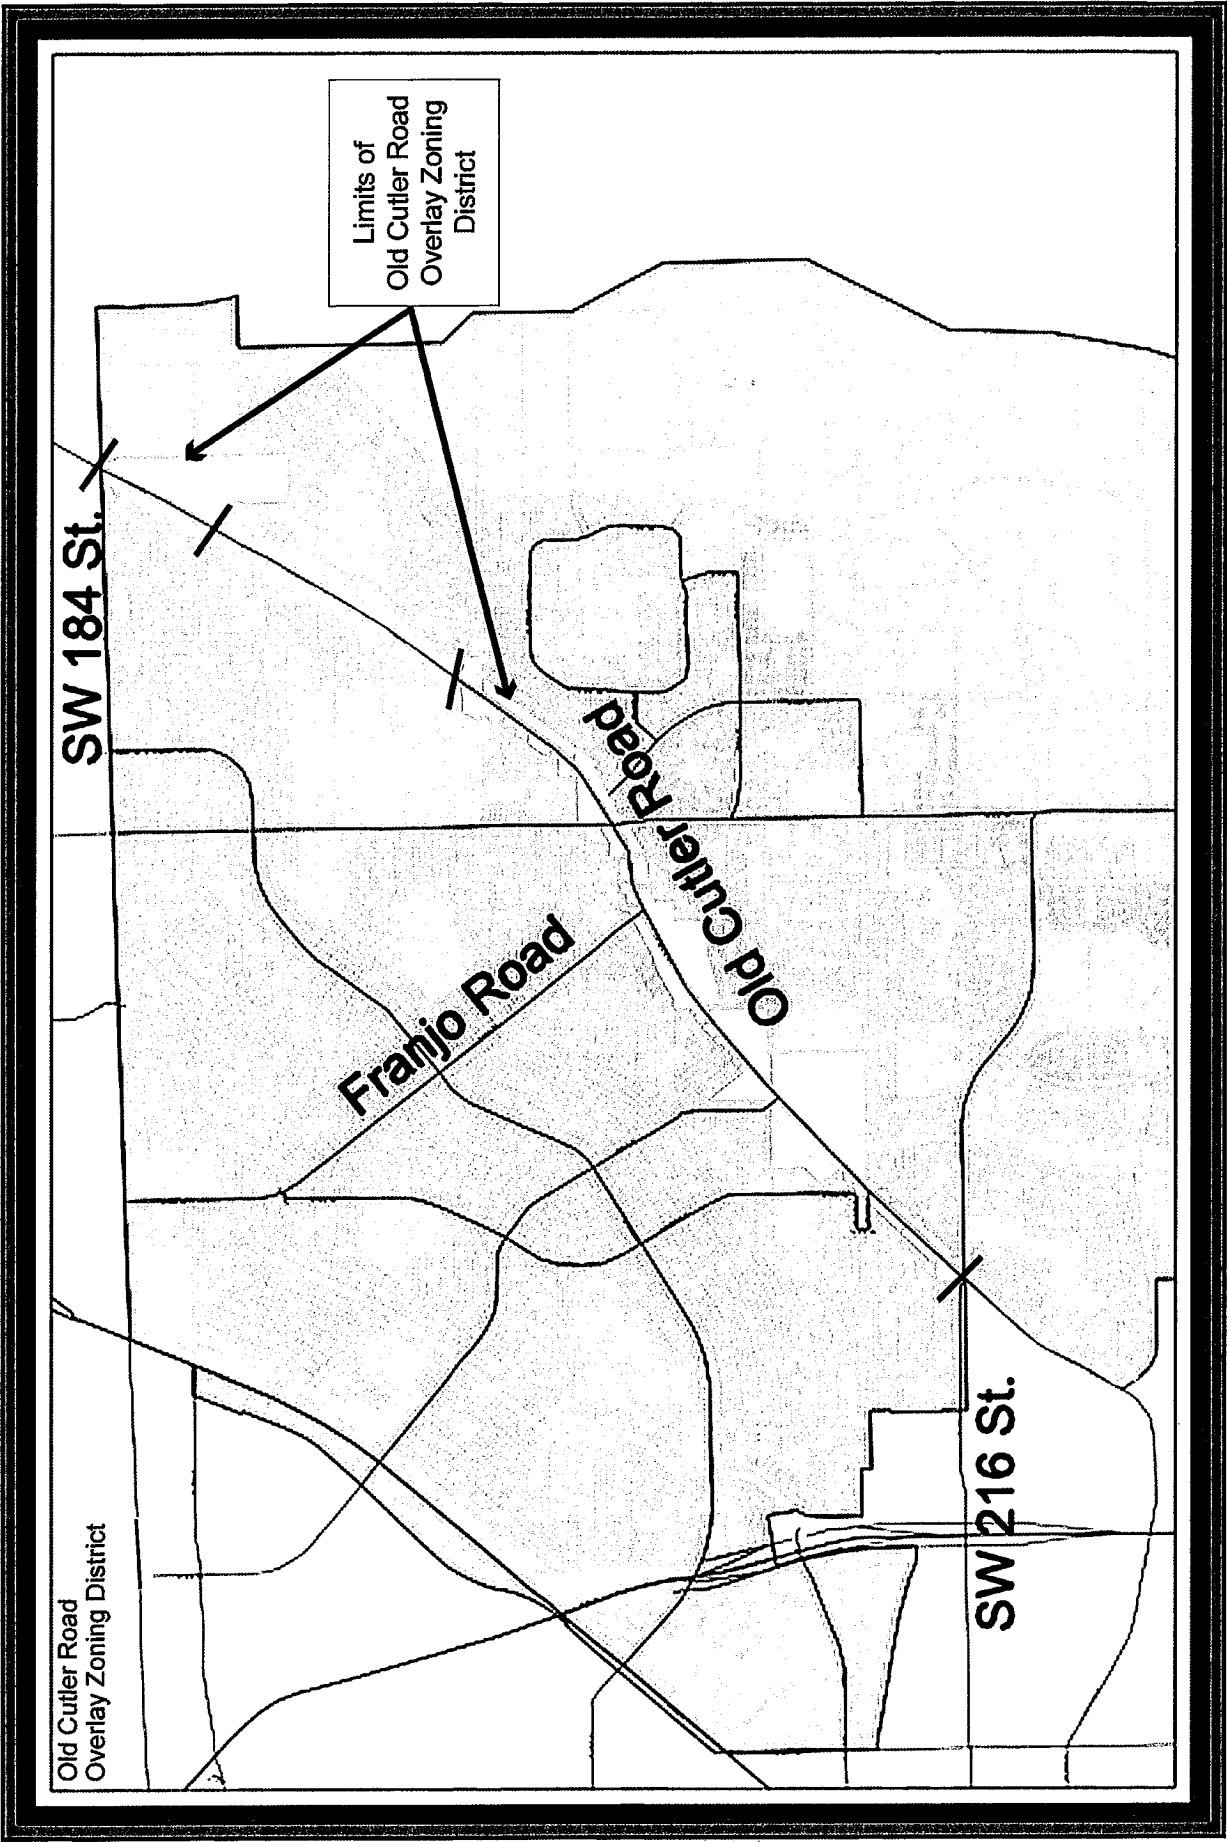 Old Cutler Road
Overlay Zoning District
SW 184 St.
Limits of
Old Cutler Road
Overlay Zoning
District
Franjo Road
Old Cutler Road
SW 216 St.